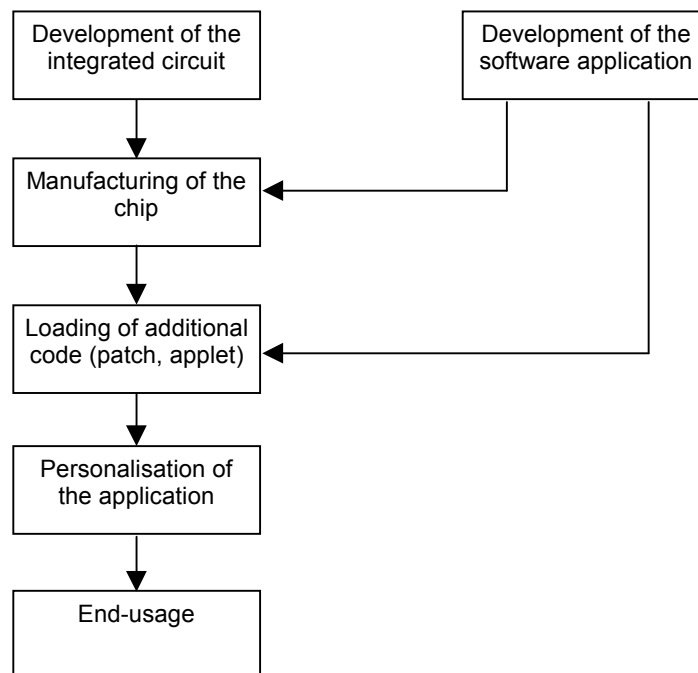 Development of the
integrated circuit
Development of the
software application
Manufacturing of the
chip
Loading of additional
code (patch, applet)
Personalisation of
the application
End-usage